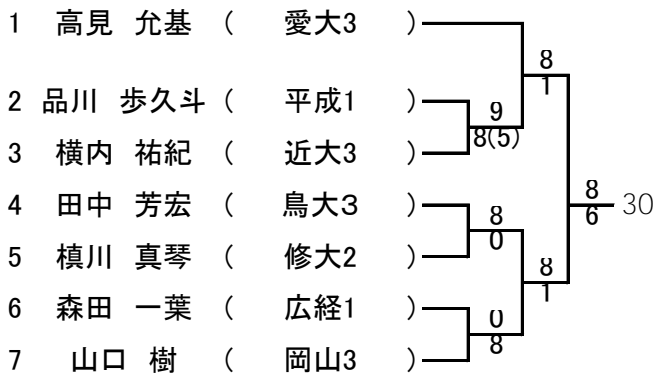 1 高見 允基 ( 愛大3 )
8
1
2 品川 歩久斗 ( 平成1 )
9
8(5)
3 横内 祐紀 ( 近大3 )
4 田中 芳宏 ( 鳥大3 )
8
6
30
8
0
5 槙川 真琴 ( 修大2 )
8
1
6 森田 一葉 ( 広経1 )
0
8
7 山口 樹 ( 岡山3 )